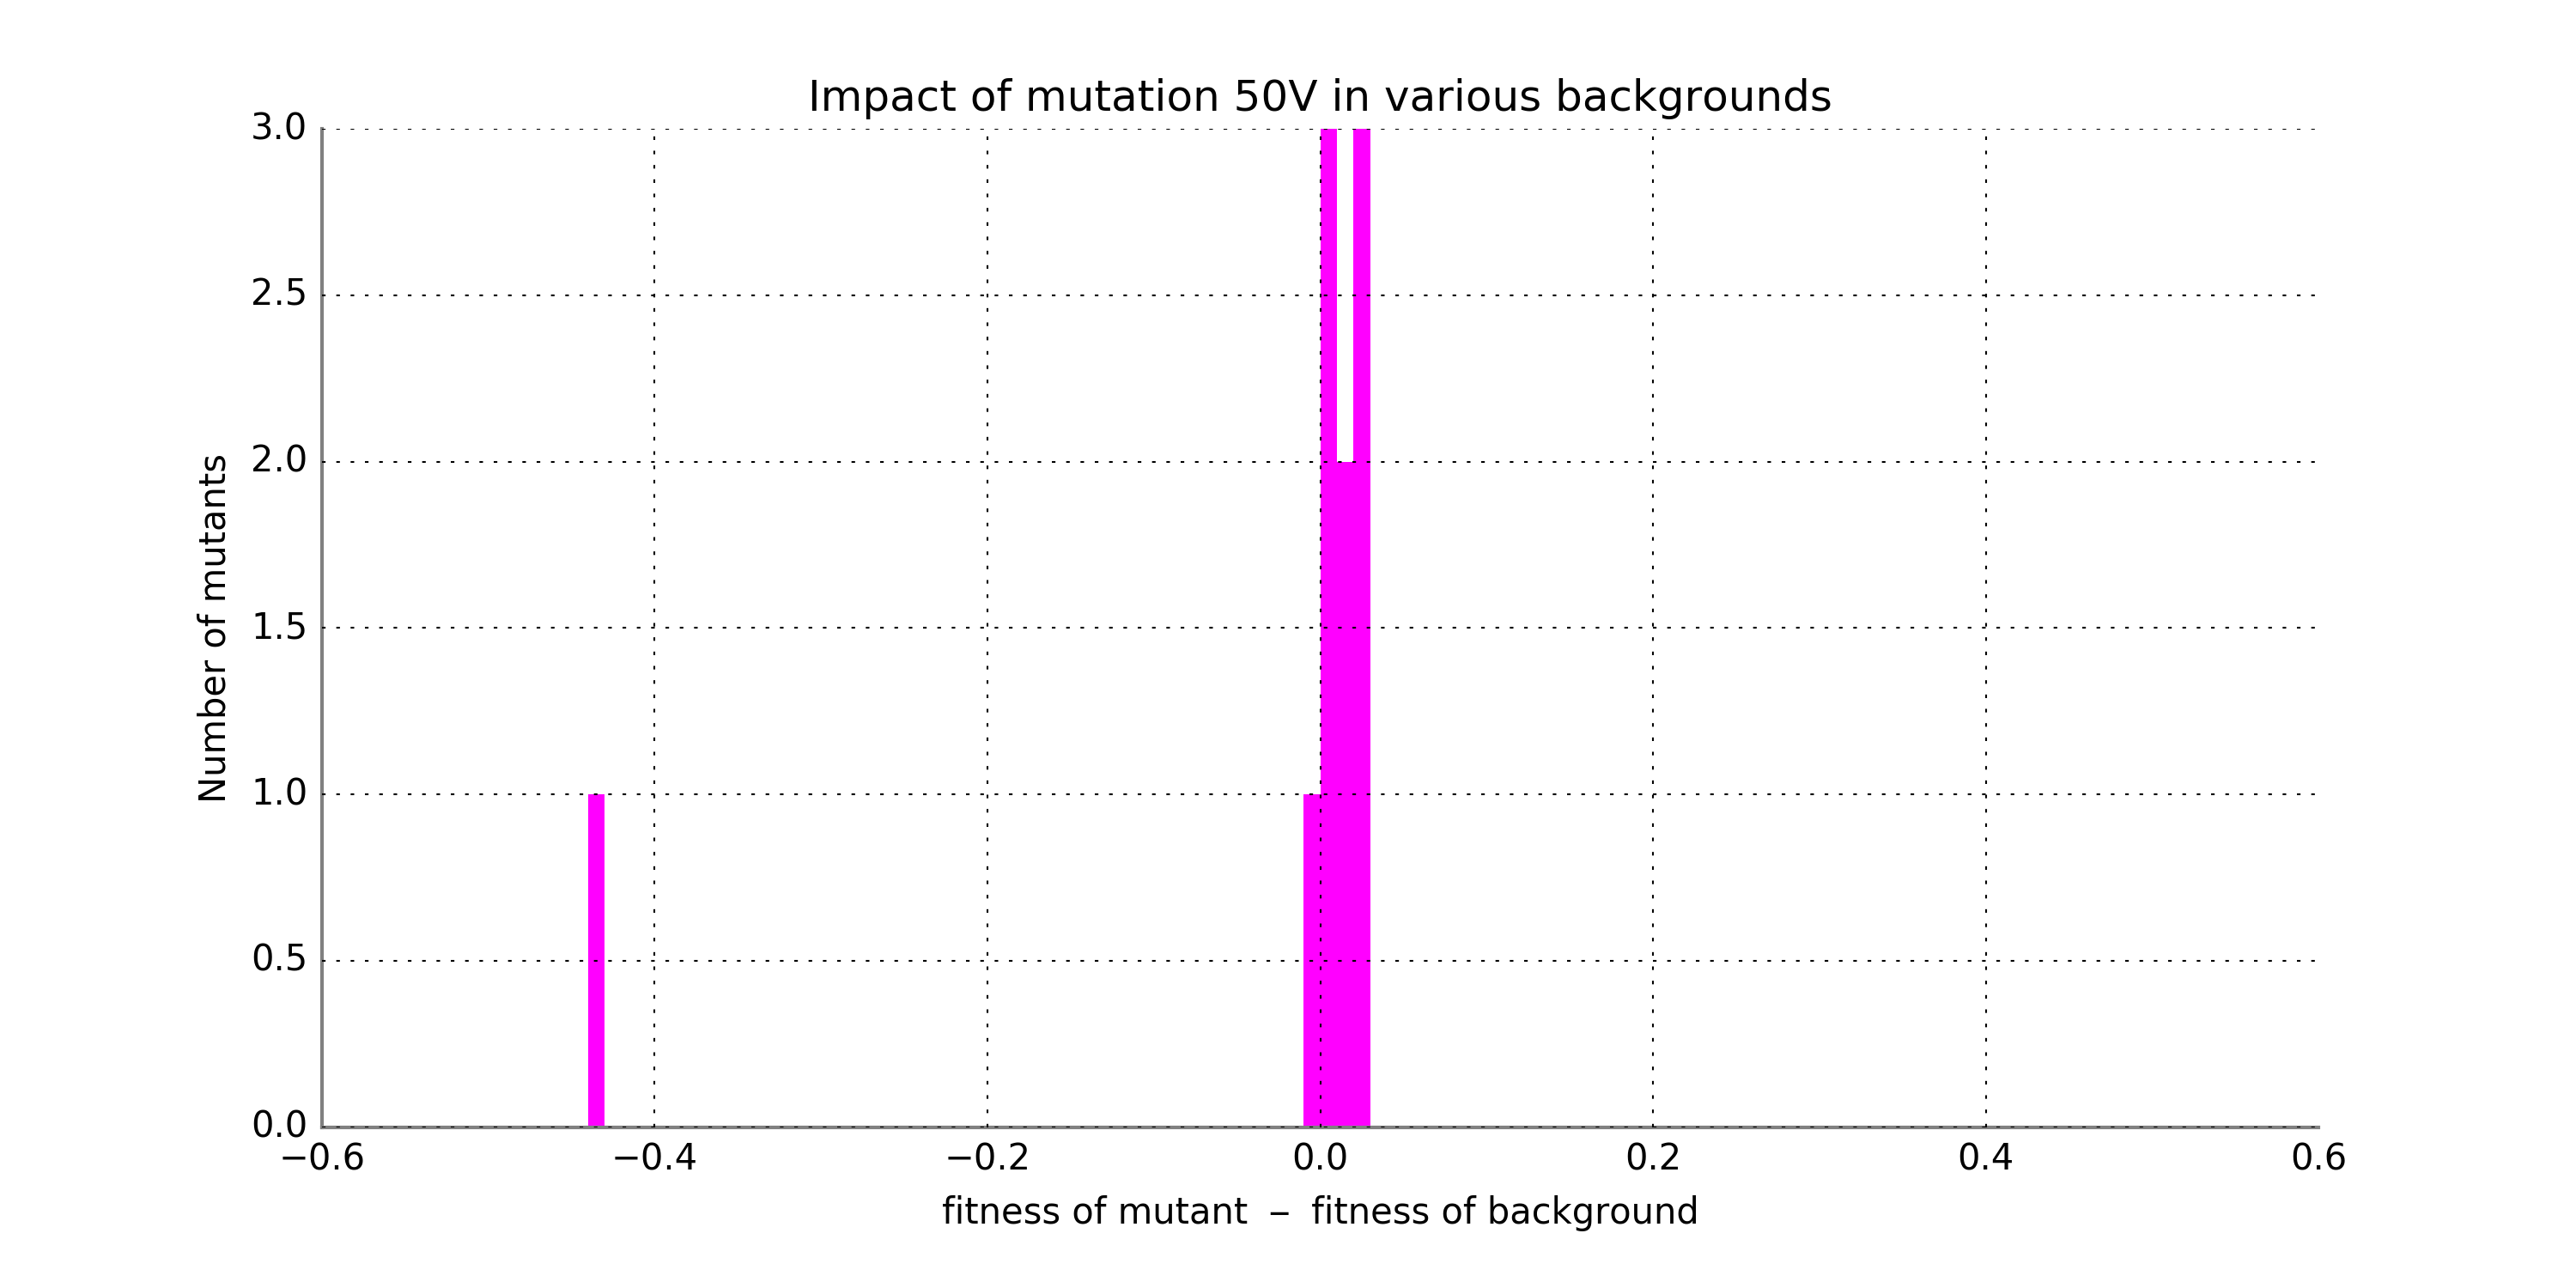 Impact of mutation 50V in various backgrounds
3.0
2.5
2.0
1.5
1.0
0.5
0.0
Number of mutants
−0.6 −0.4 −0.2 0.0 0.2 0.4 0.6
fitness of mutant − fitness of background